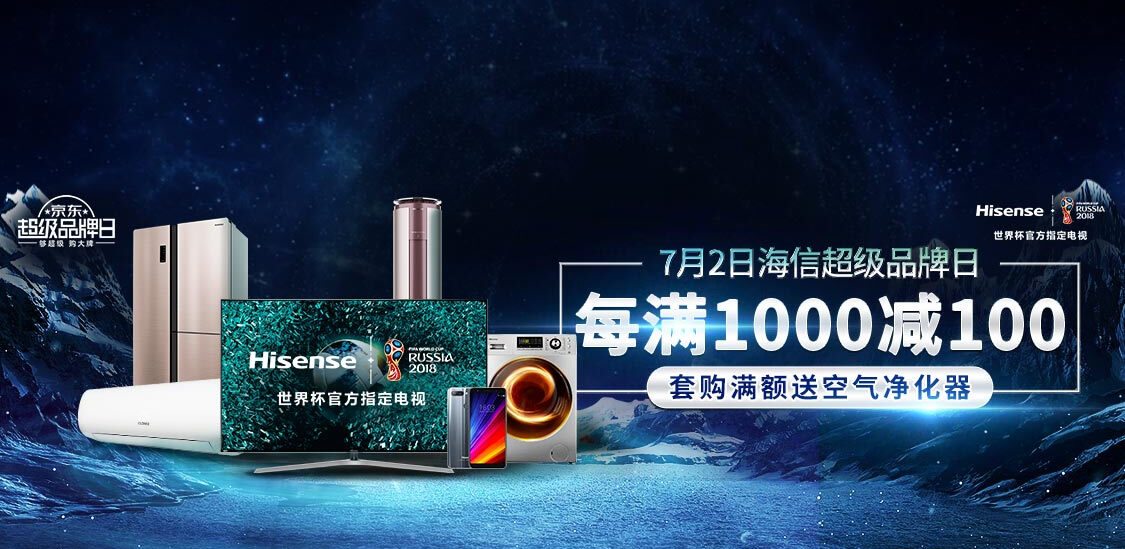 京东
超级品牌日
够超级 购大牌
Hisense
FIFA WORLD CUP
RUSSIA
2018
世界杯官方指定电视
7月2日海信超级品牌日
每满1000减100
套购满额送空气净化器
Hisense
FIFA WORLD CUP
RUSSIA
2018
世界杯官方指定电视